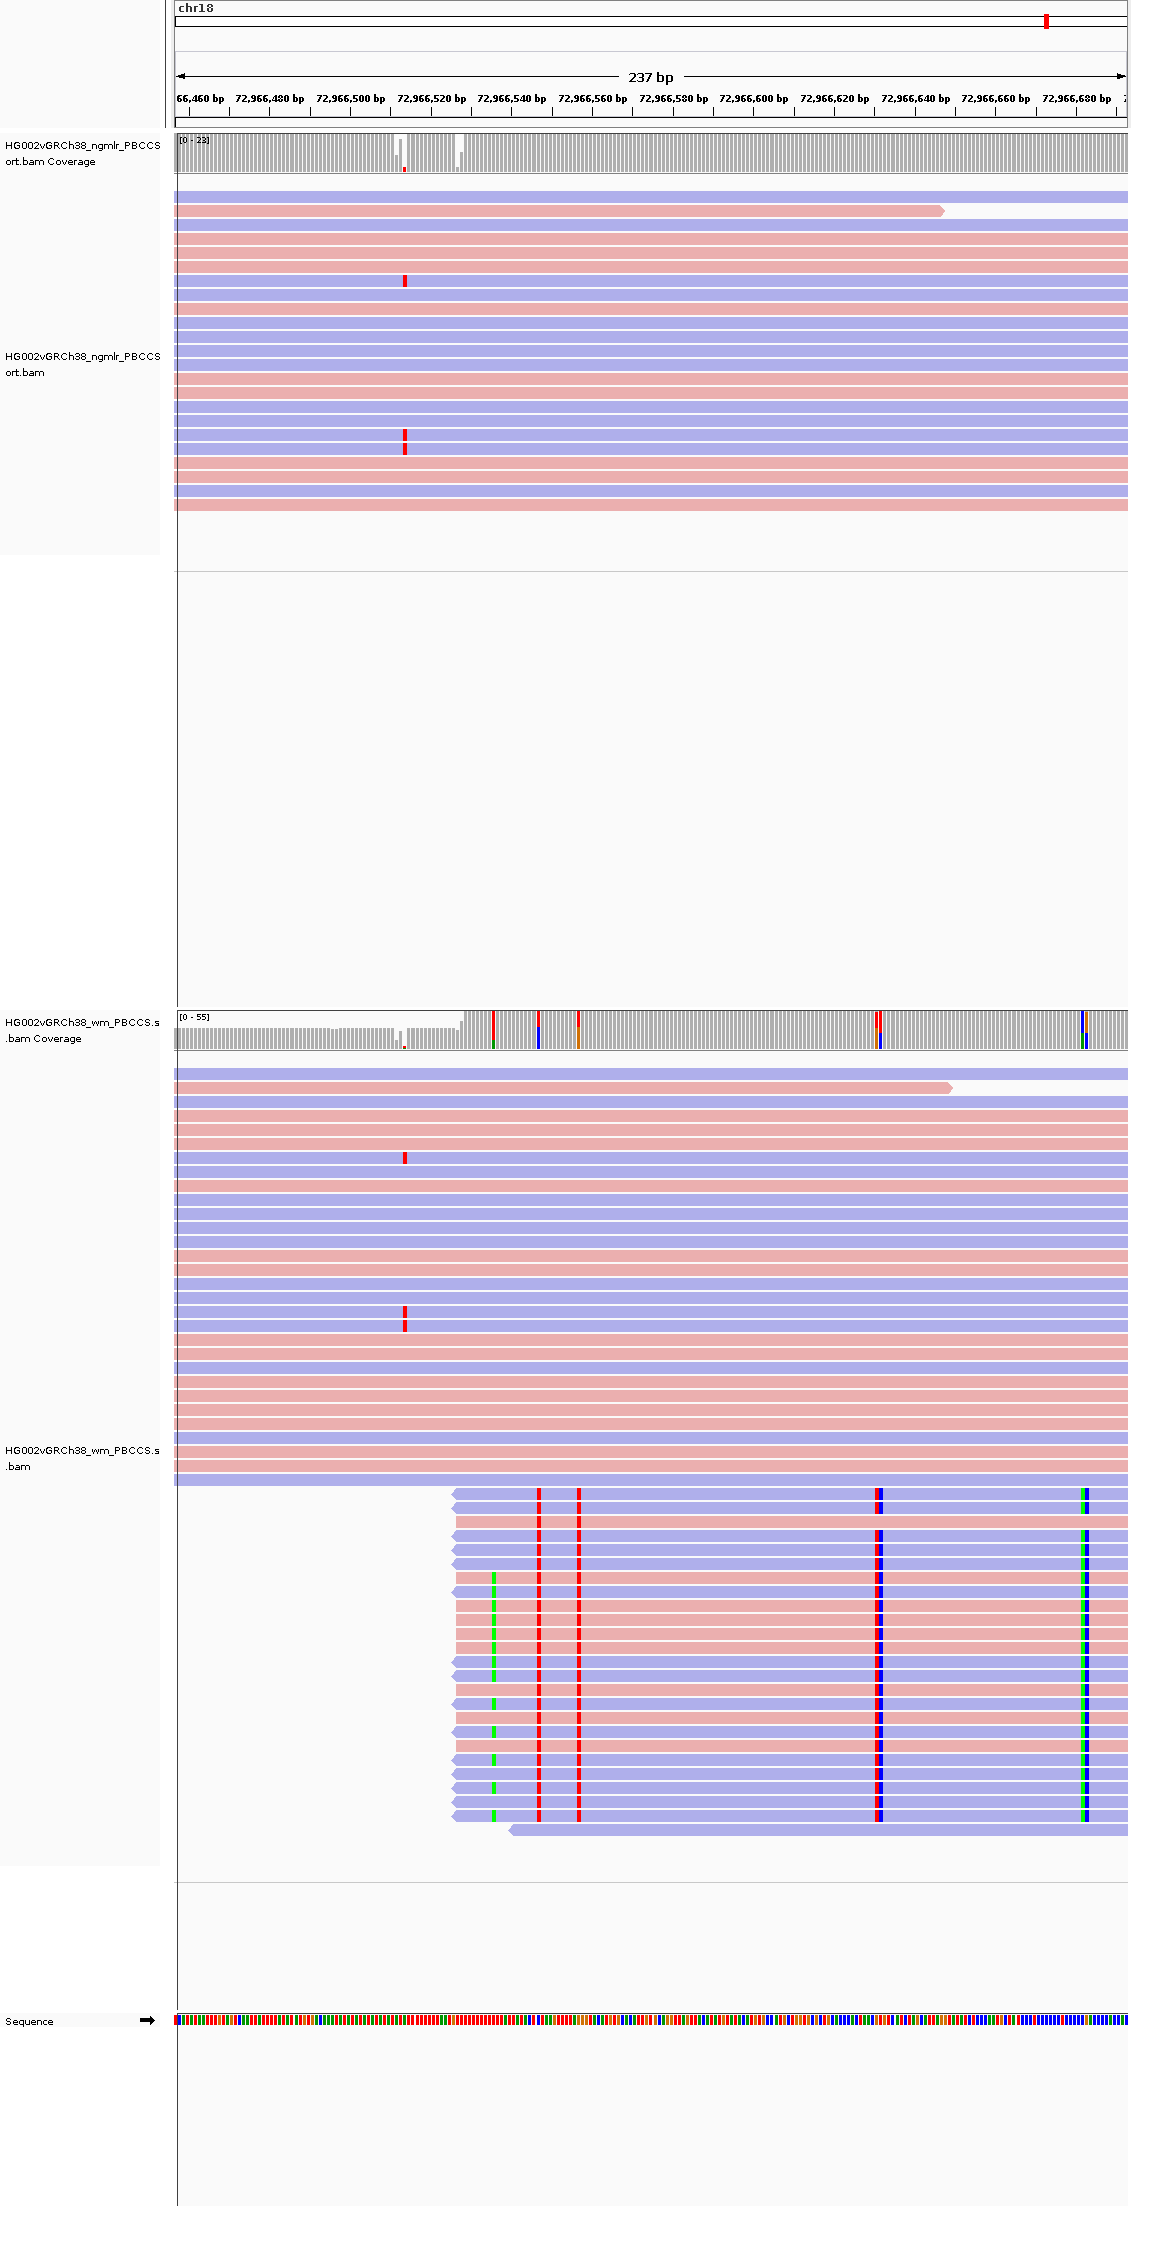 chr18
237 bp
66,460 bp 72,966,480 bp 72,966,500 bp 72,966,520 bp 72,966,540 bp 72,966,560 bp 72,966,580 bp 72,966,600 bp 72,966,620 bp 72,966,640 bp 72,966,660 bp 72,966,680 bp
[0 - 23]
HG002vGRCh38_ngmlr_PBCCS
ort.bam Coverage
HG002vGRCh38_ngmlr_PBCCS
ort.bam
[0 - 55]
HG002vGRCh38_wm_PBCCS.s
.bam Coverage
HG002vGRCh38_wm_PBCCS.s
.bam
Sequence